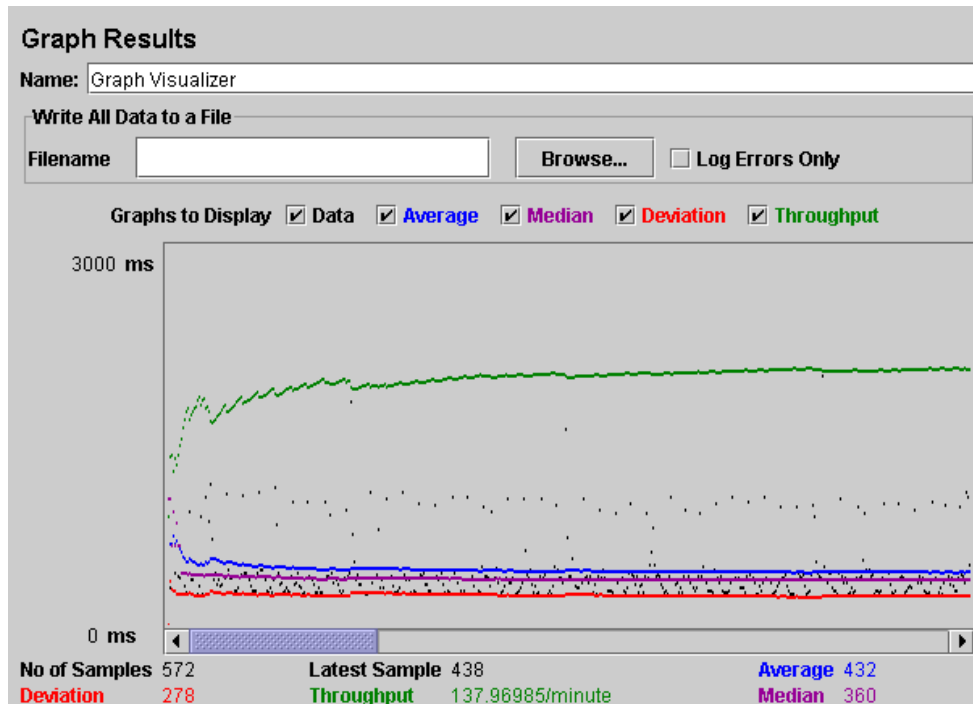 Graph Results
Name: Graph Visualizer
Write All Data to a File
Filename Browse... Log Errors Only
Graphs to Display Data Average Median Deviation Throughput
3000 ms
0 ms
No of Samples 572 Latest Sample 438 Average 432
Deviation 278 Throughput 137.96985/minute Median 360